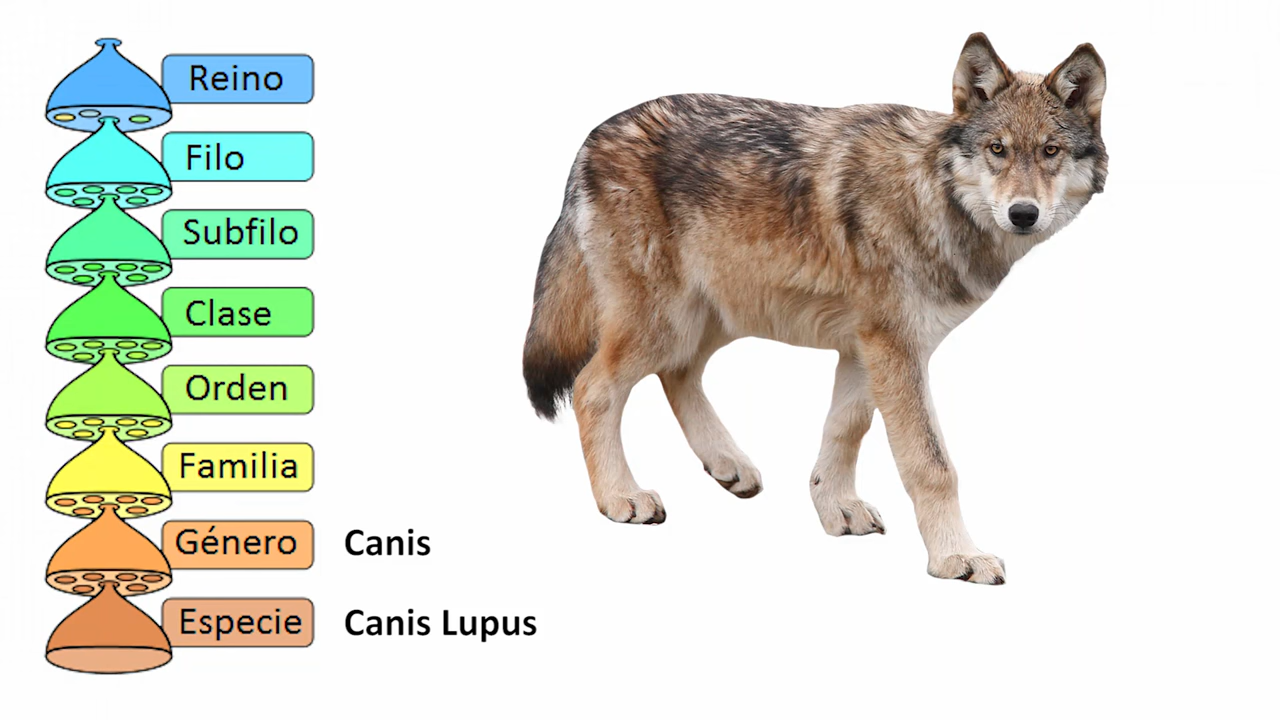 Reino
Filo
Subfilo
Clase
Orden
Familia
Género Canis
Especie Canis Lupus